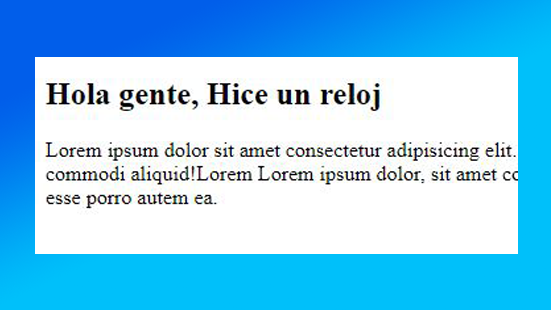 Hola gente, Hice un reloj
Lorem ipsum dolor sit amet consectetur adipisicing elit.
commodi aliquid!Lorem Lorem ipsum dolor, sit amet co
esse porro autem ea.